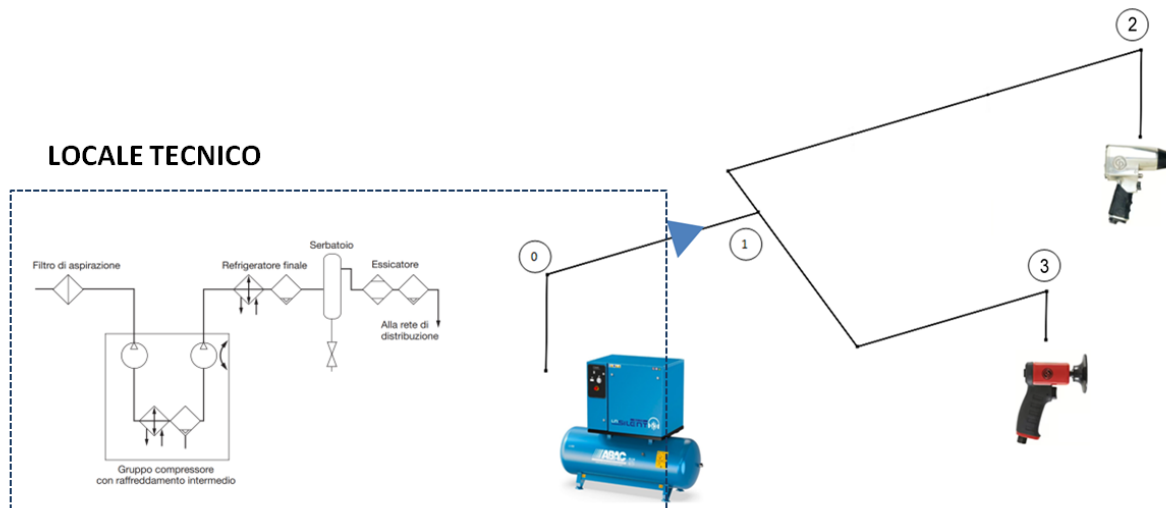 LOCALE TECNICO
Filtro di aspirazione
Refrigeratore finale
Serbatoio
Essicatore
Alla rete di
distribuzione
Gruppo compressore
con raffreddamento intermedio
0
1
2
3
ABAC